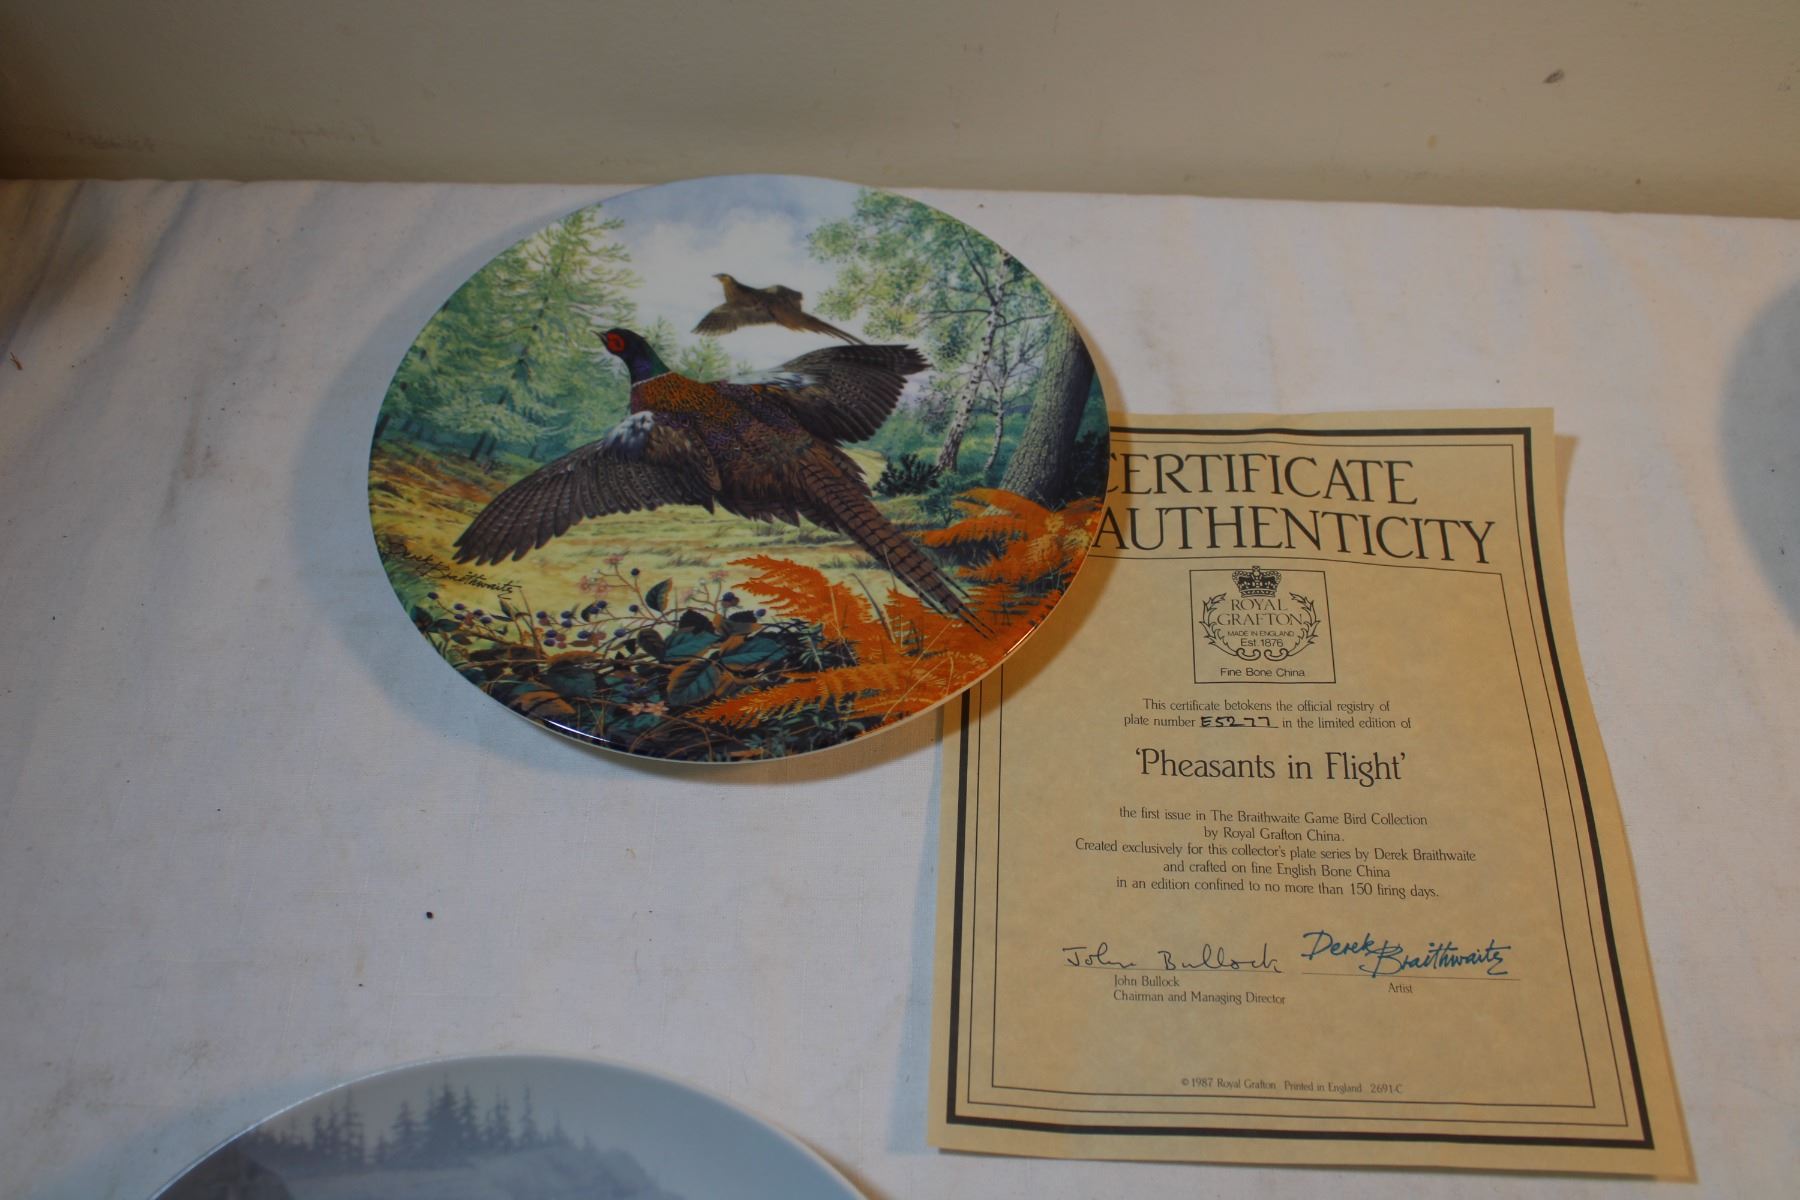 Derek Braithwaite
CERTIFICATE
AUTHENTICITY
ROYAL
GRAFTON
MADE IN ENGLAND
Est. 1876
Fine Bone China
This certificate betokens the official registry of
plate number E5277 in the limited edition of
'Pheasants in Flight'
the first issue in The Braithwaite Game Bird Collection
by Royal Grafton China.
Created exclusively for this collector's plate series by Derek Braithwaite
and crafted on fine English Bone China
in an edition confined to no more than 150 firing days.
John Bullock
Derek Braithwaite
John Bullock
Chairman and Managing Director
Artist
© 1987 Royal Grafton Printed in England 2691-C